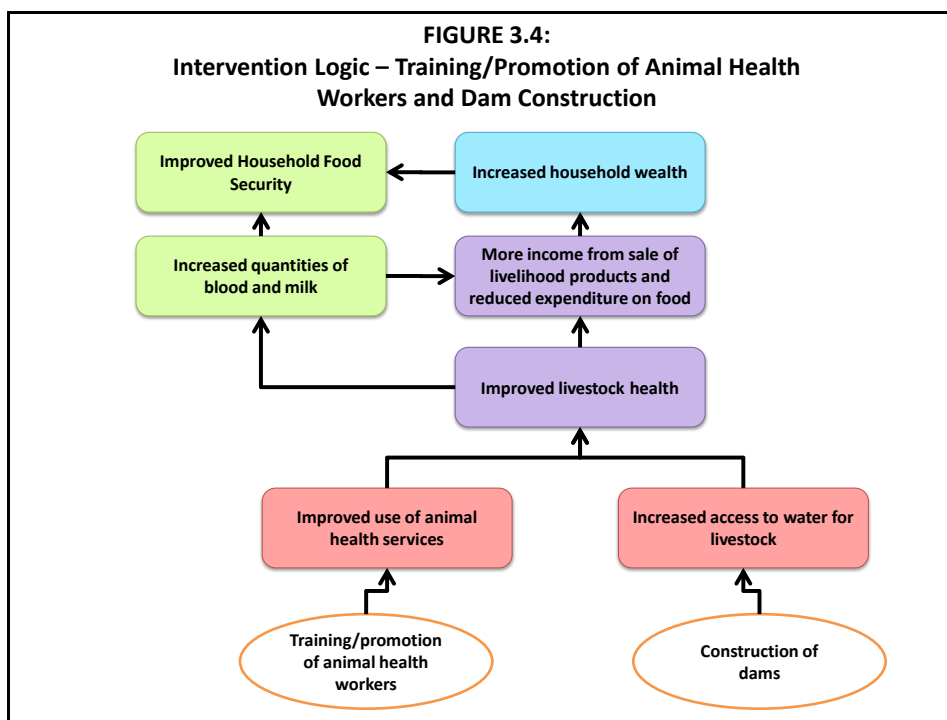 FIGURE 3.4:
Intervention Logic – Training/Promotion of Animal Health
Workers and Dam Construction
Improved Household Food
Security
Increased household wealth
Increased quantities of
blood and milk
More income from sale of
livelihood products and
reduced expenditure on food
Improved livestock health
Improved use of animal
health services
Increased access to water for
livestock
Training/promotion
of animal health
workers
Construction of
dams